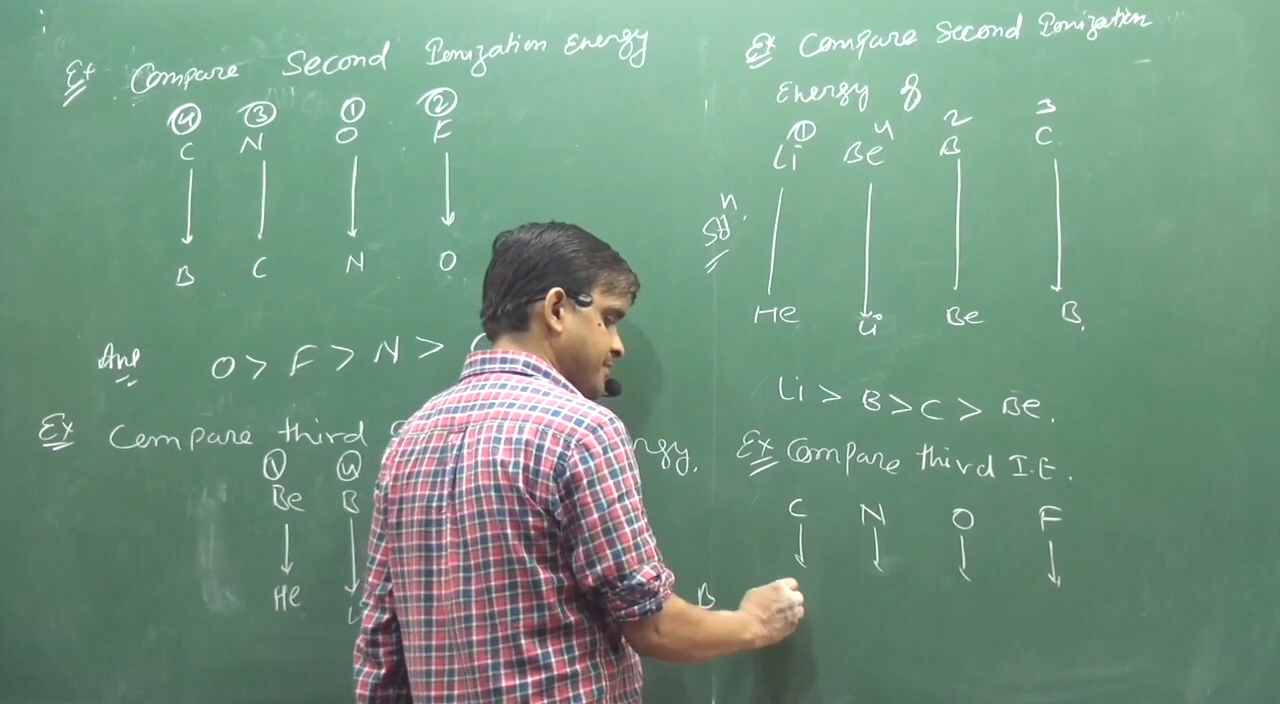 Ex Compare Second Ionization Energy
4 3 1 2
C N O F
B C N O
Ans O > F > N >
Ex Compare third
1 4
Be B
He
Ex Compare Second Ionization
Energy of
1 4 2 3
Li Be B C
Sol n.
He Li Be B.
Li > B > C > Be.
Ex Compare third I.E.
C N O F
B